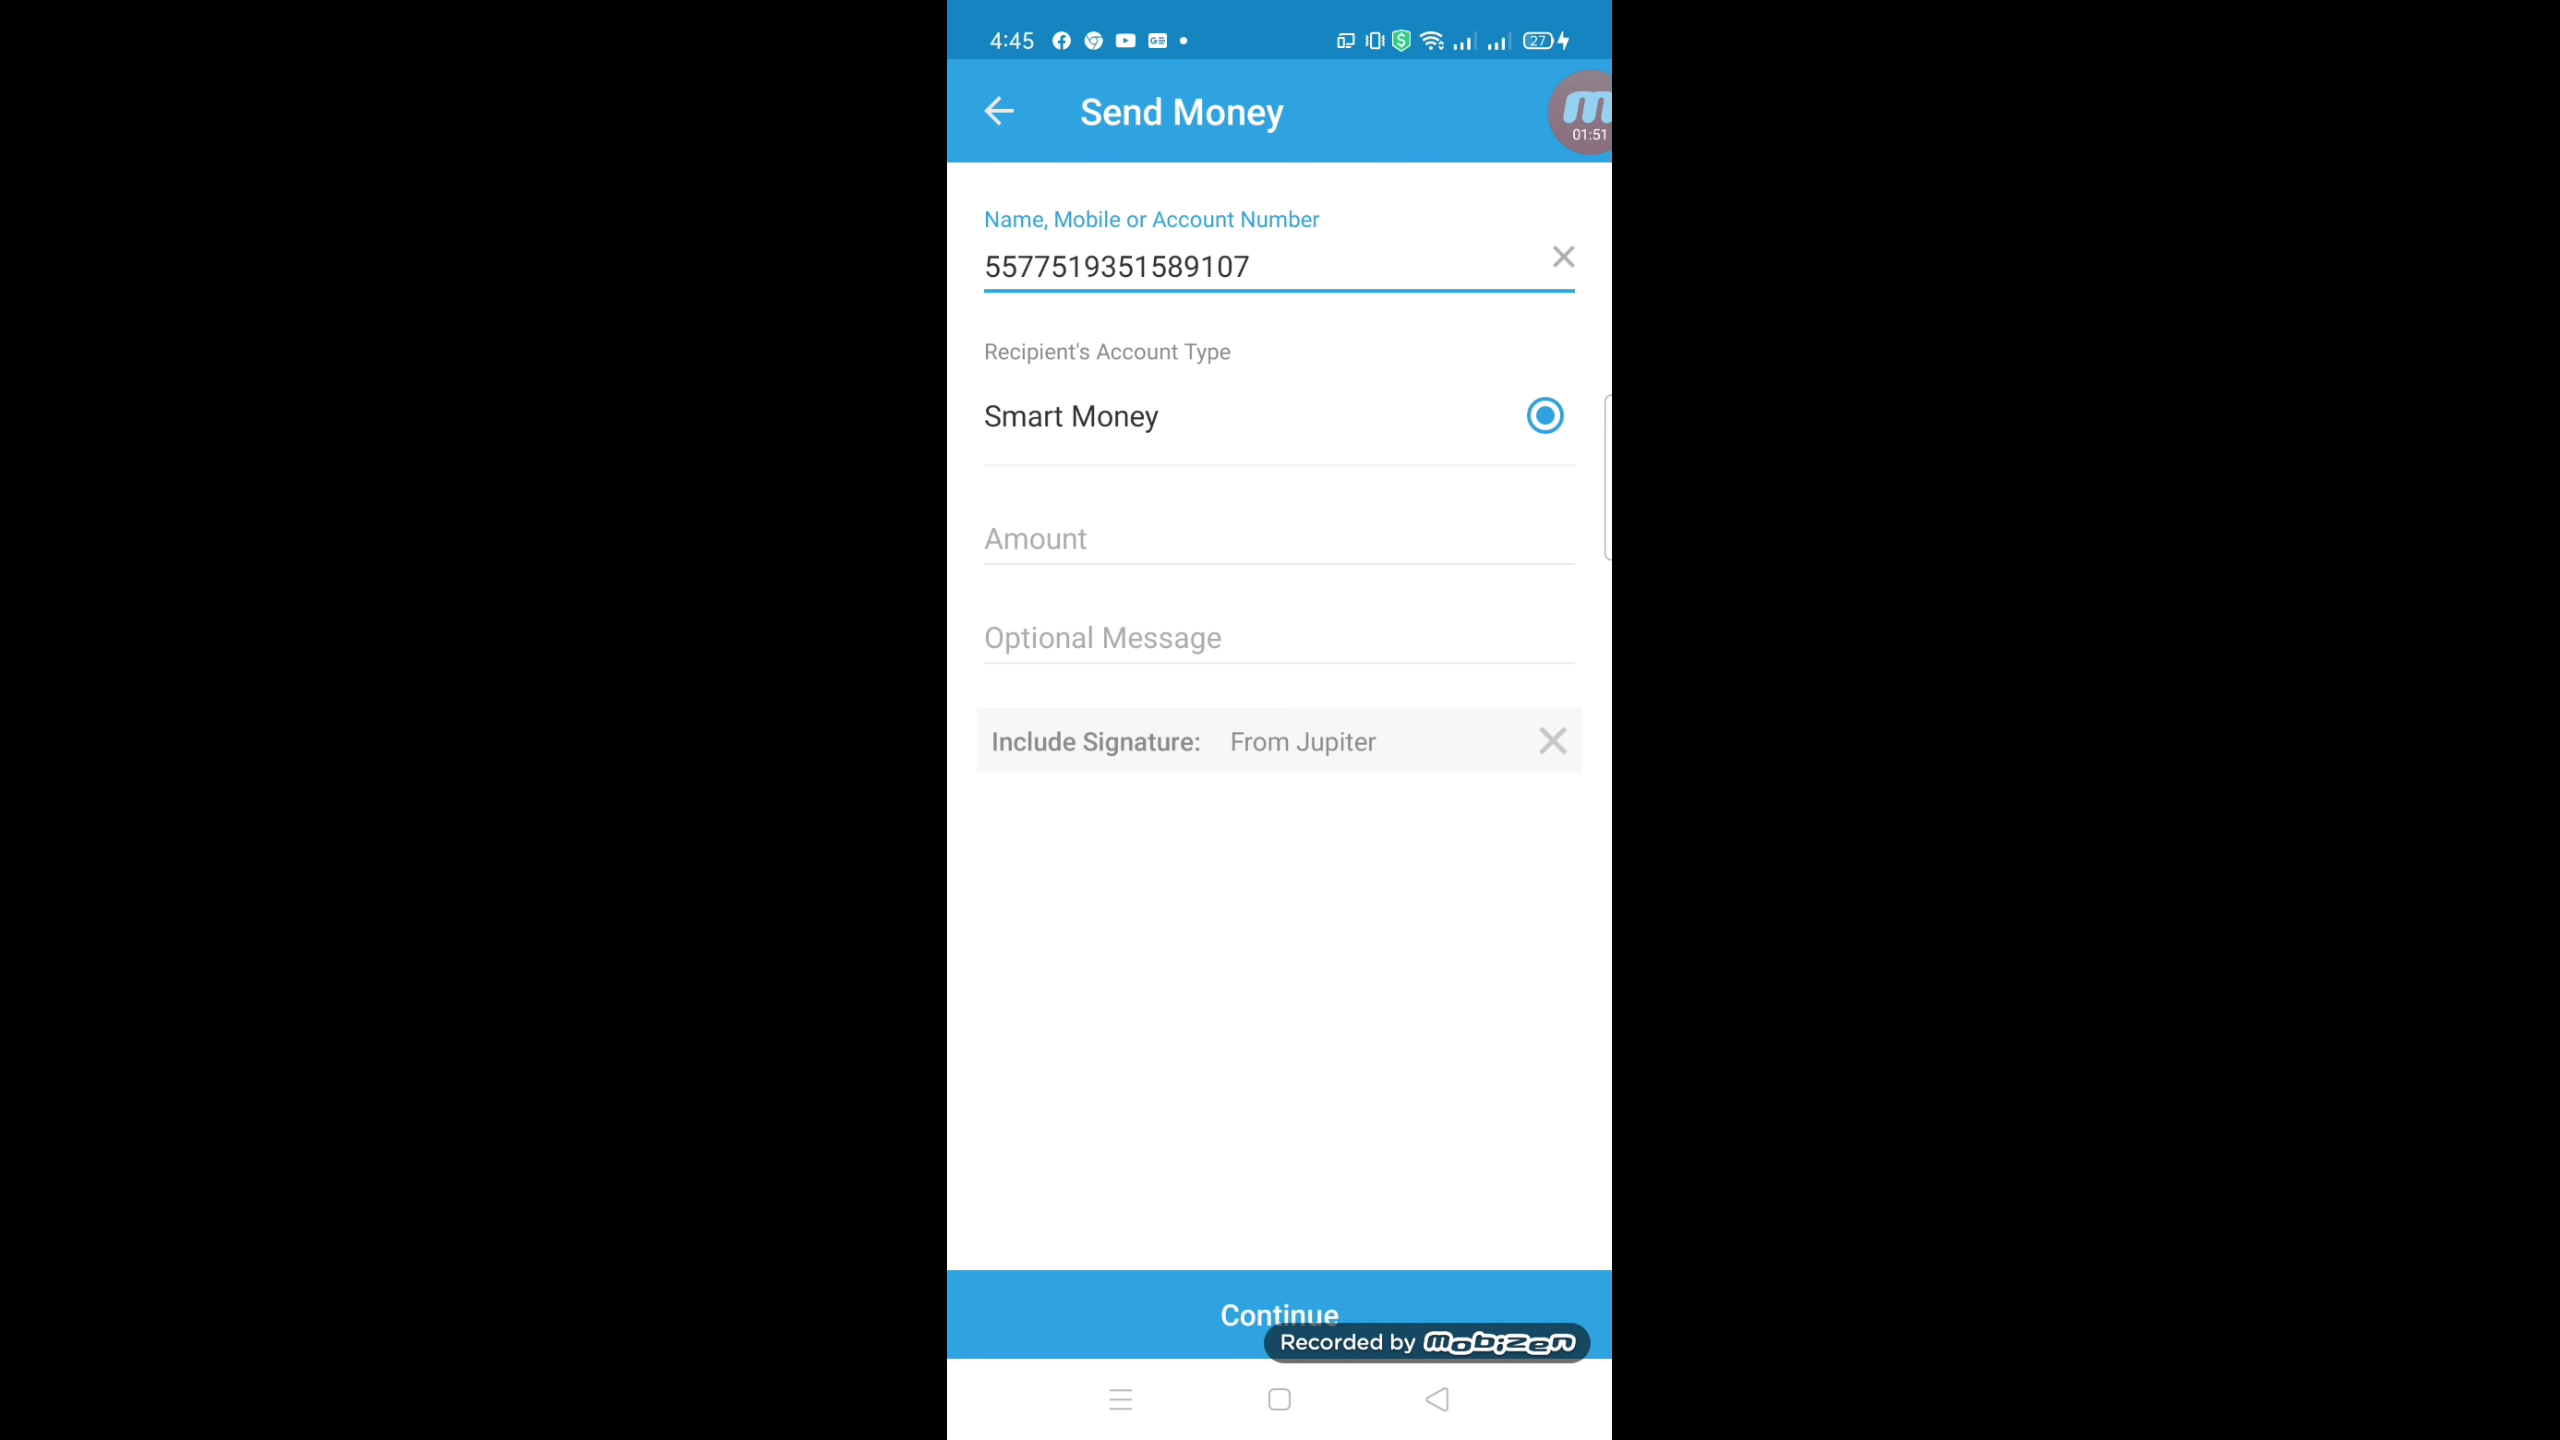 4:45
27
Send Money
01:51
Name, Mobile or Account Number
5577519351589107
Recipient's Account Type
Smart Money
Amount
Optional Message
Include Signature: From Jupiter
Continue
Recorded by mobizen